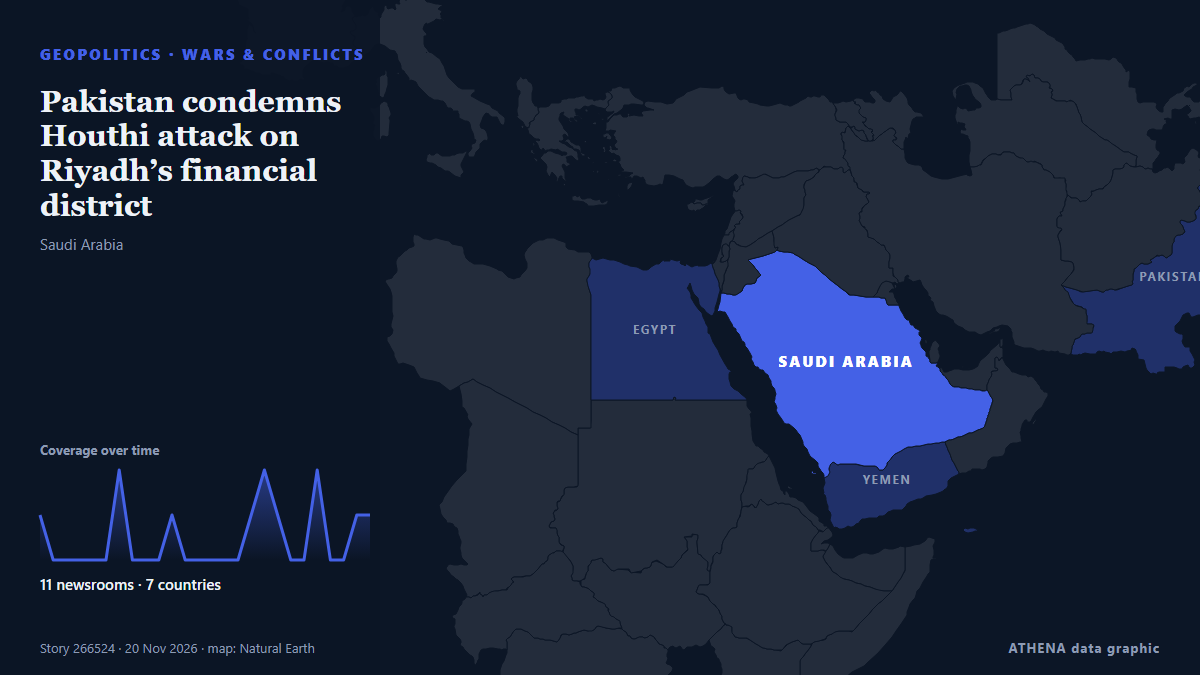 GEOPOLITICS · WARS & CONFLICTS
Pakistan condemns
Houthi attack on
Riyadh’s financial
district
Saudi Arabia
Coverage over time
11 newsrooms · 7 countries
Story 266524 · 20 Nov 2026 · map: Natural Earth
PAKISTA
EGYPT
SAUDI ARABIA
YEMEN
ATHENA data graphic